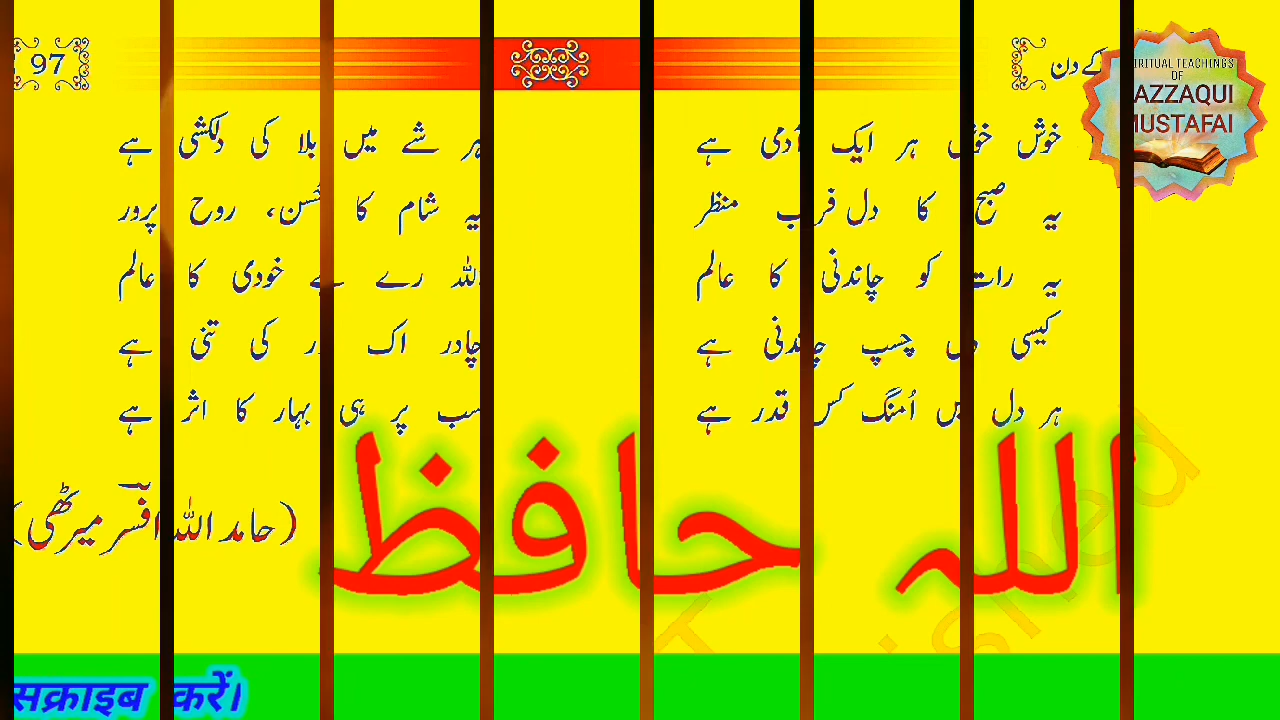 کے دن
97
SPIRITUAL TEACHINGS
OF
RAZZAQUI
MUSTAFAI
خوش خوش ہر ایک آدمی ہے ہر شے میں بلا کی دلکشی ہے
یہ صبح کا دل فریب منظر یہ شام کا حُسن، روح پرور
یہ رات کو چاندنی کا عالم اللہ رے بے خودی کا عالم
کیسی دل چسپ چاندنی ہے چادر اک نور کی تنی ہے
ہر دل میں اُمنگ کس قدر ہے سب پر ہی بہار کا اثر ہے
(حامد اللہ افسر میرٹھی)
اللہ حافظ
सक्राइब करें।